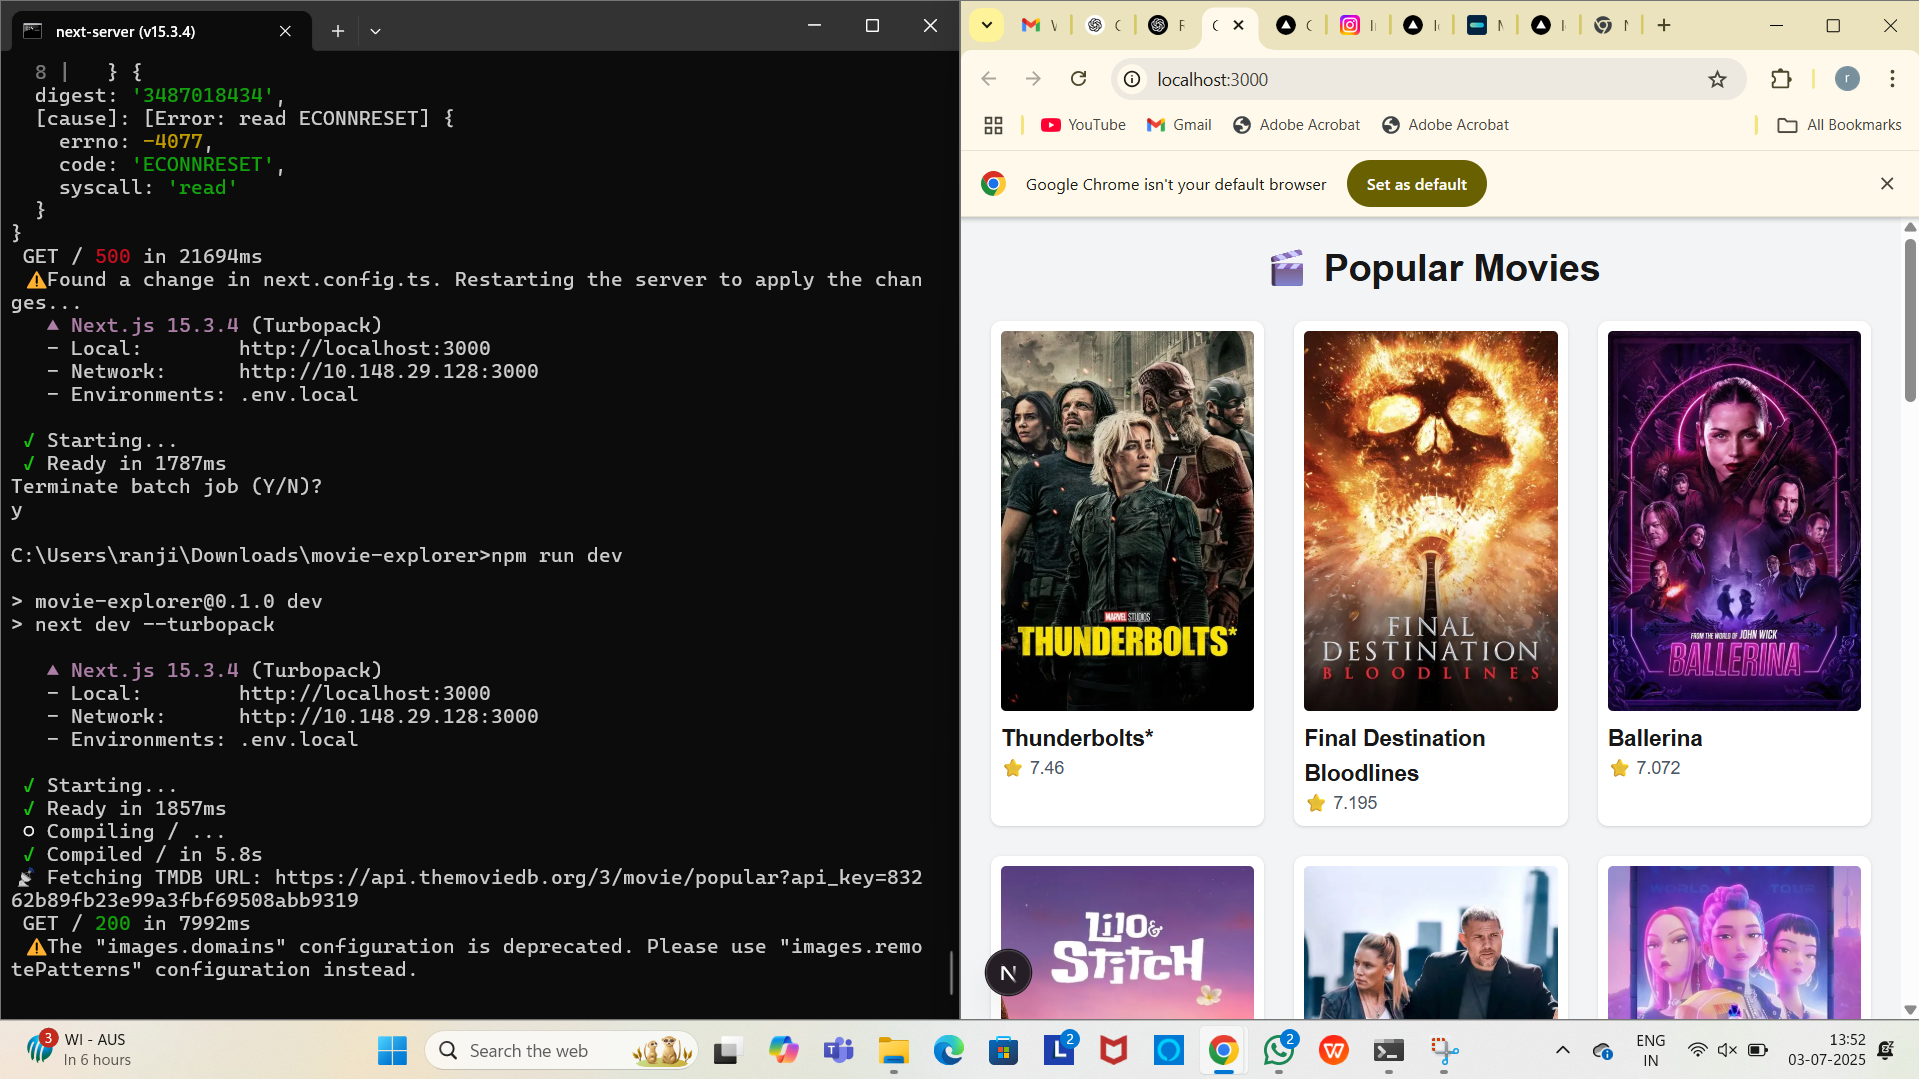 next-server (v15.3.4)
8 |   } {
digest: '3487018434',
[cause]: [Error: read ECONNRESET] {
errno: -4077,
code: 'ECONNRESET',
syscall: 'read'
}
}
GET / 500 in 21694ms
⚠Found a change in next.config.ts. Restarting the server to apply the chan
ges...
▲ Next.js 15.3.4 (Turbopack)
- Local:        http://localhost:3000
- Network:      http://10.148.29.128:3000
- Environments: .env.local
✓ Starting...
✓ Ready in 1787ms
Terminate batch job (Y/N)?
y
C:\Users\ranji\Downloads\movie-explorer>npm run dev
> movie-explorer@0.1.0 dev
> next dev --turbopack
▲ Next.js 15.3.4 (Turbopack)
- Local:        http://localhost:3000
- Network:      http://10.148.29.128:3000
- Environments: .env.local
✓ Starting...
✓ Ready in 1857ms
○ Compiling / ...
✓ Compiled / in 5.8s
Fetching TMDB URL: https://api.themoviedb.org/3/movie/popular?api_key=832
62b89fb23e99a3fbf69508abb9319
GET / 200 in 7992ms
⚠The "images.domains" configuration is deprecated. Please use "images.remo
tePatterns" configuration instead.
localhost:3000
r
YouTube Gmail Adobe Acrobat Adobe Acrobat All Bookmarks
Google Chrome isn't your default browser Set as default
Popular Movies
MARVEL STUDIOS
THUNDERBOLTS*
FINAL
DESTINATION
BLOODLINES
FROM THE WORLD OF JOHN WICK
BALLERINA
Thunderbolts*
7.46
Final Destination
Bloodlines
7.195
Ballerina
7.072
Lilo &
Stitch
WORLD TOUR
N
3
WI - AUS
In 6 hours
Search the web
2
2
ENG
IN
13:52
03-07-2025